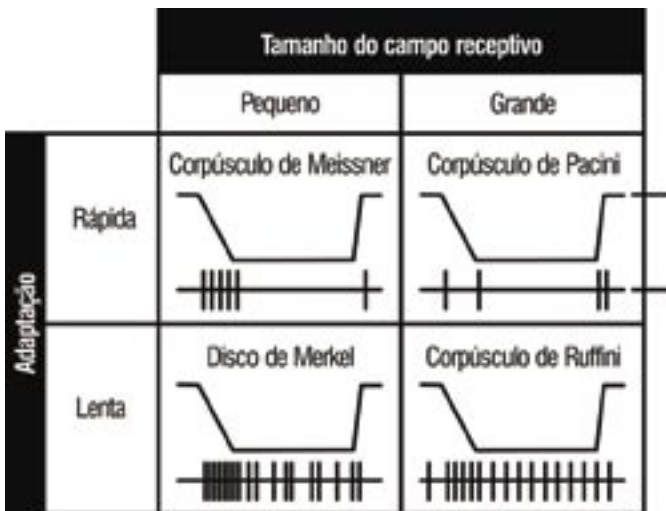 Tamanho do campo receptivo
Pequeno
Grande
Adaptação
Rápida
Corpúsculo de Meissner
Corpúsculo de Pacini
Lenta
Disco de Merkel
Corpúsculo de Ruffini